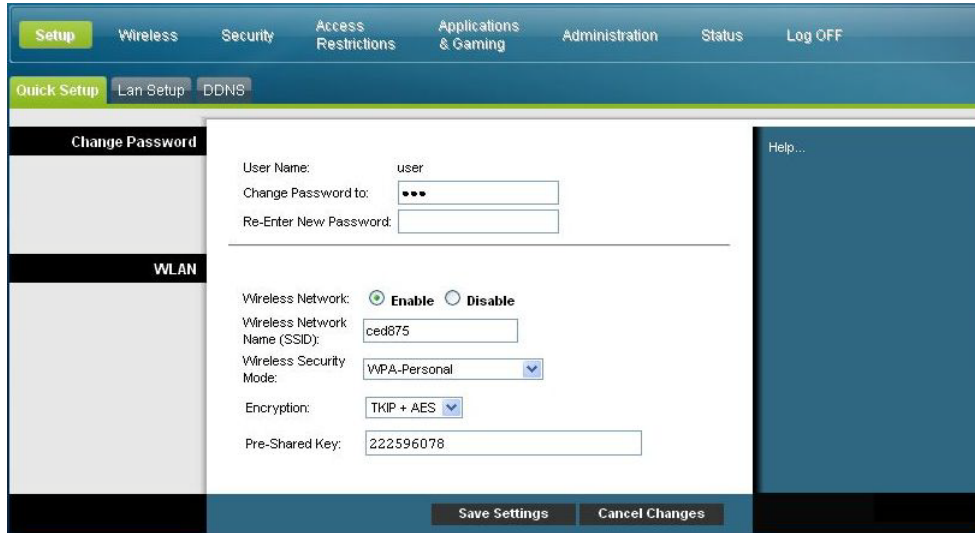 Setup Wireless Security Access Restrictions Applications & Gaming Administration Status Log OFF
Quick Setup Lan Setup DDNS
Change Password
Help...
User Name: user
Change Password to: •••
Re-Enter New Password:
WLAN
Wireless Network: Enable Disable
Wireless Network
Name (SSID): ced875
Wireless Security
Mode: WPA-Personal
Encryption: TKIP + AES
Pre-Shared Key: 222596078
Save Settings Cancel Changes